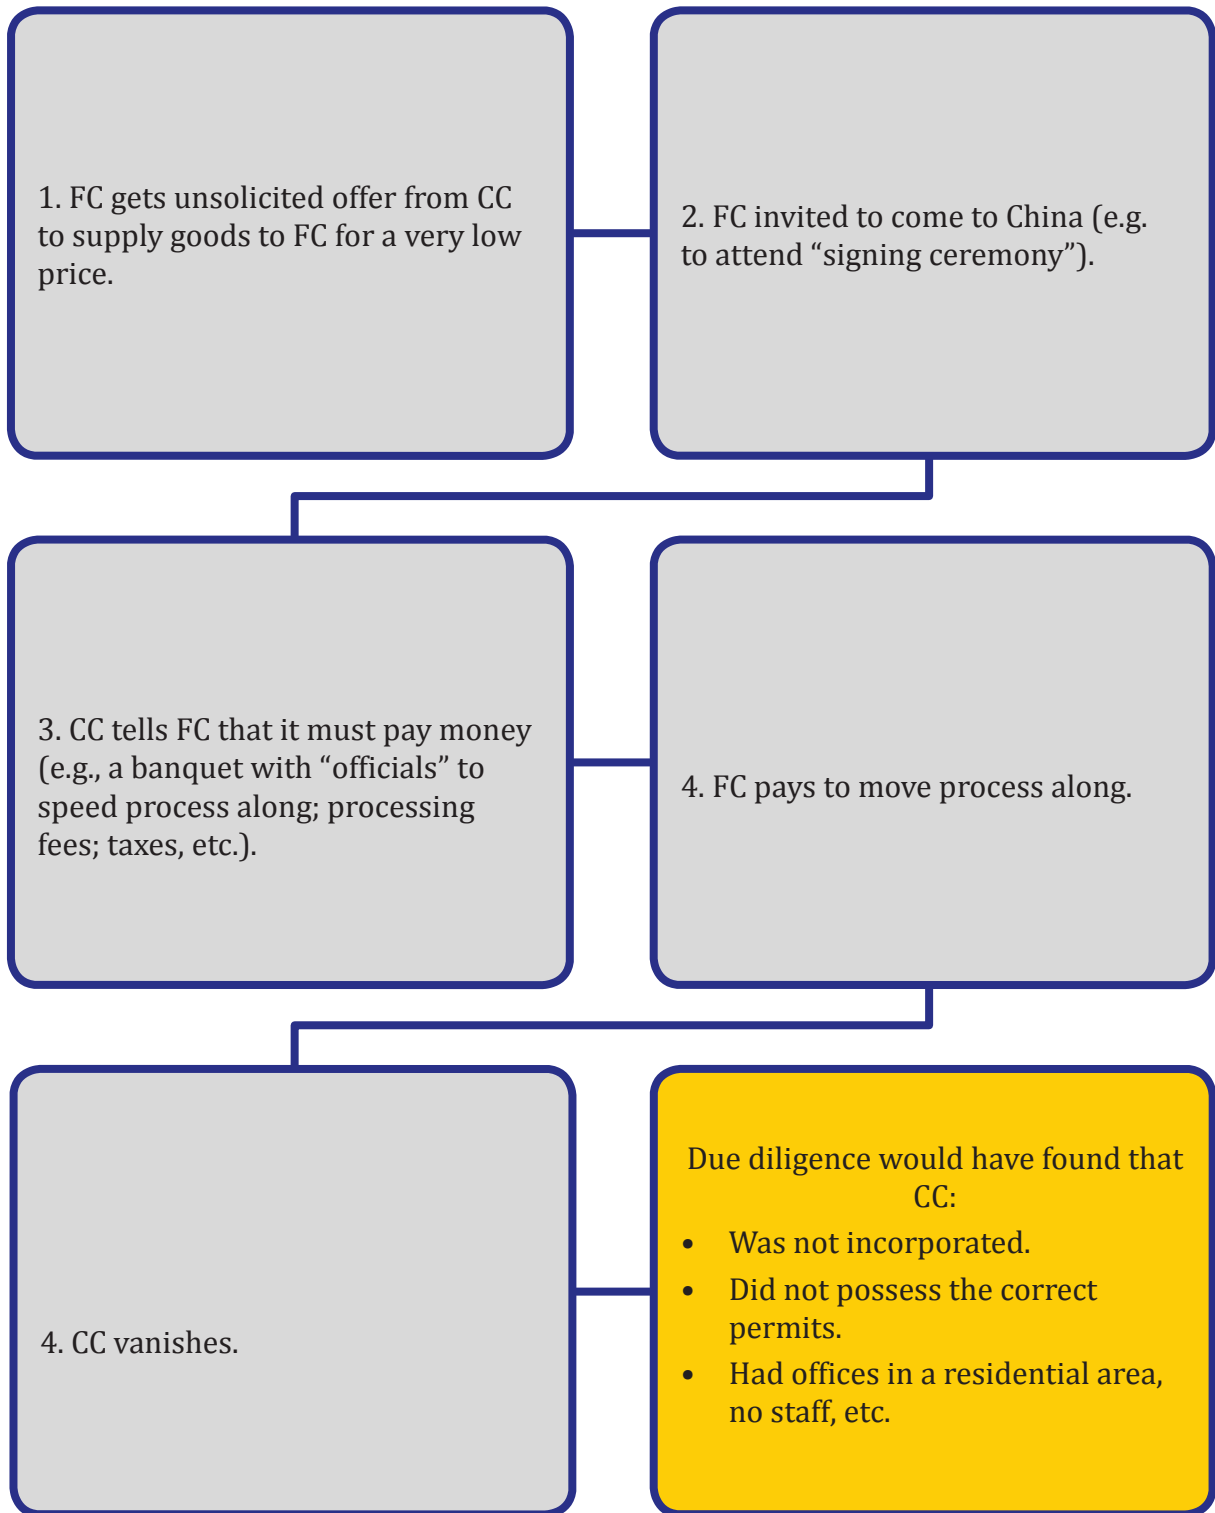 1. FC gets unsolicited offer from CC
to supply goods to FC for a very low
price.
2. FC invited to come to China (e.g.
to attend “signing ceremony”).
3. CC tells FC that it must pay money
(e.g., a banquet with “officials” to
speed process along; processing
fees; taxes, etc.).
4. FC pays to move process along.
4. CC vanishes.
Due diligence would have found that
CC:
• Was not incorporated.
• Did not possess the correct
permits.
• Had offices in a residential area,
no staff, etc.